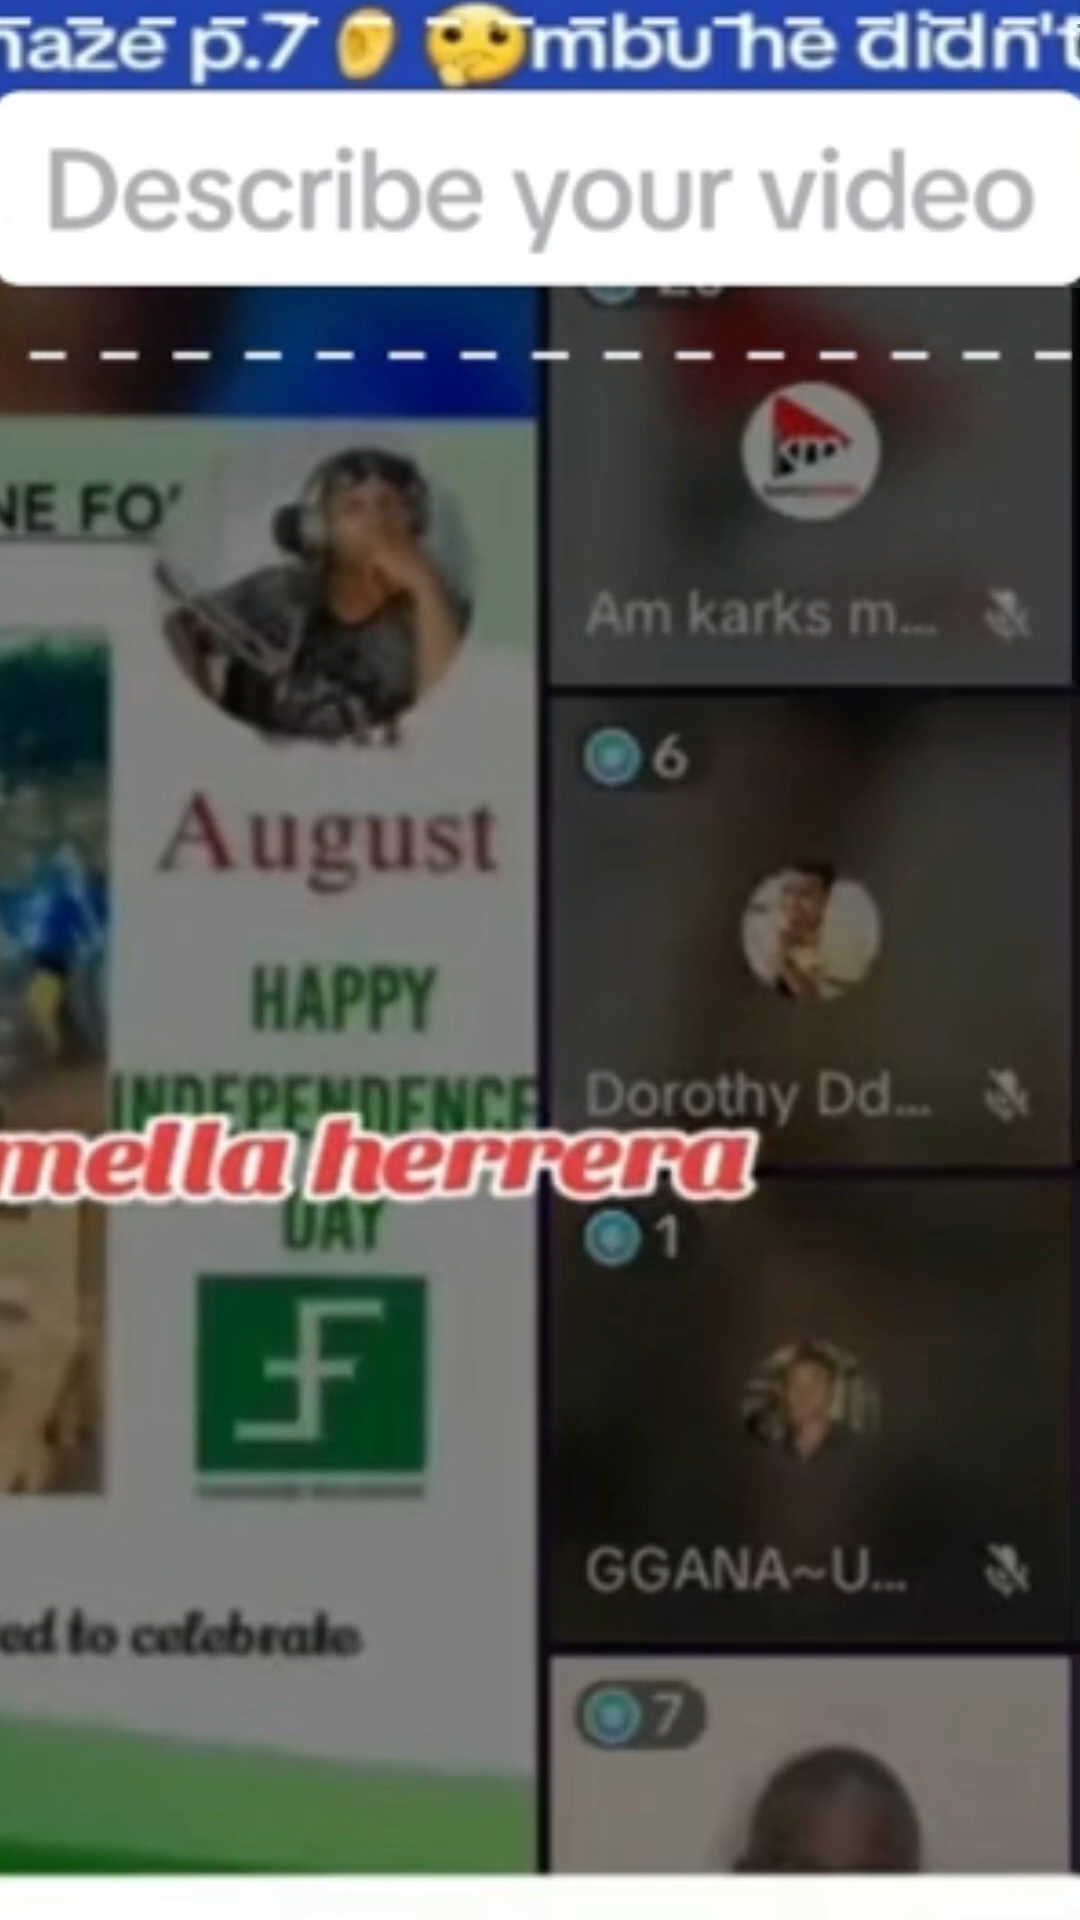 naze p.7 👂 🤔 mbu he didn't
Describe your video
NE FO'
Am karks m...
6
August
HAPPY
INDEPENDENCE
Dorothy Dd...
mella herrera
DAY
1
GGANA~U...
ed to celebrate
7